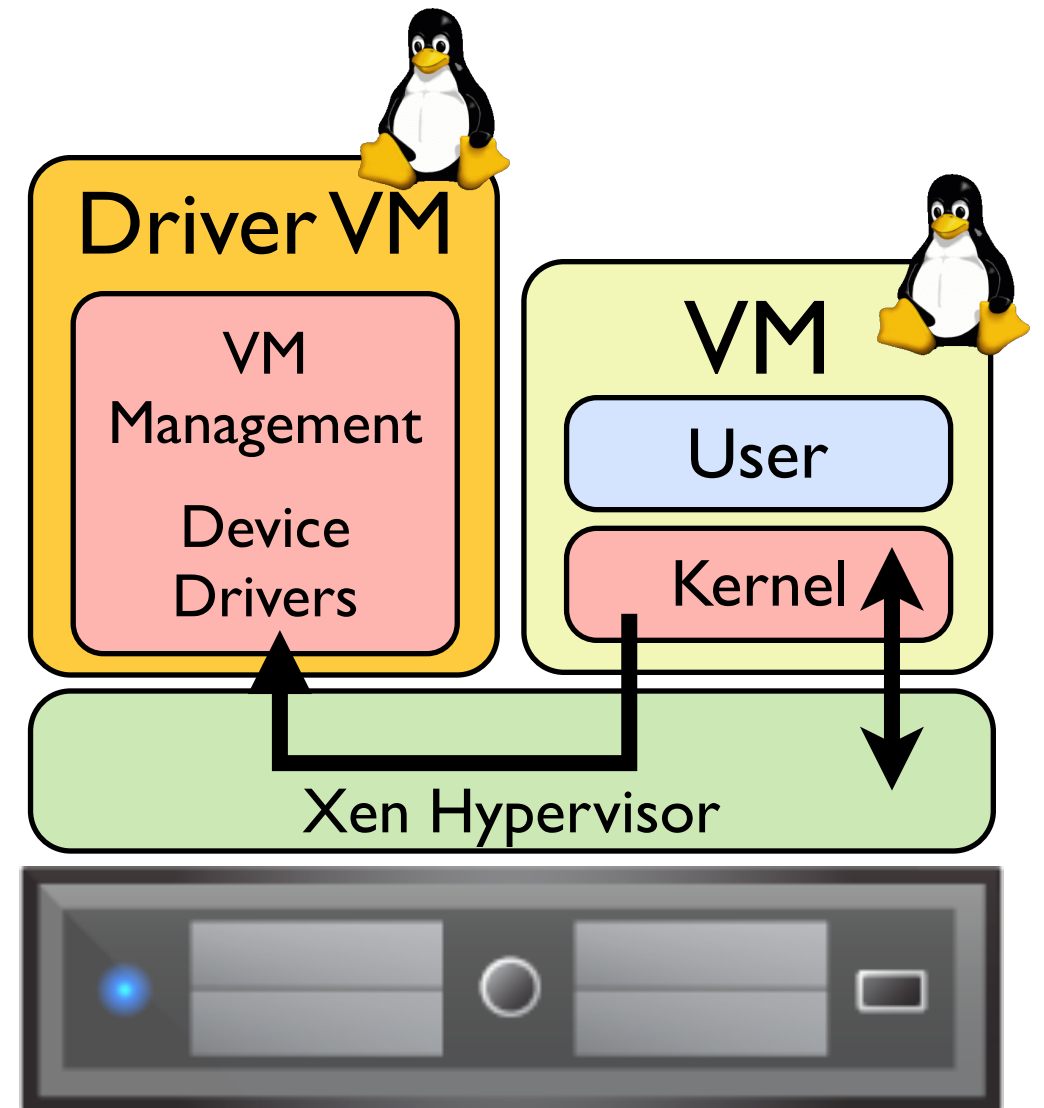 Driver VM
VM
Management
Device
Drivers
VM
User
Kernel
Xen Hypervisor